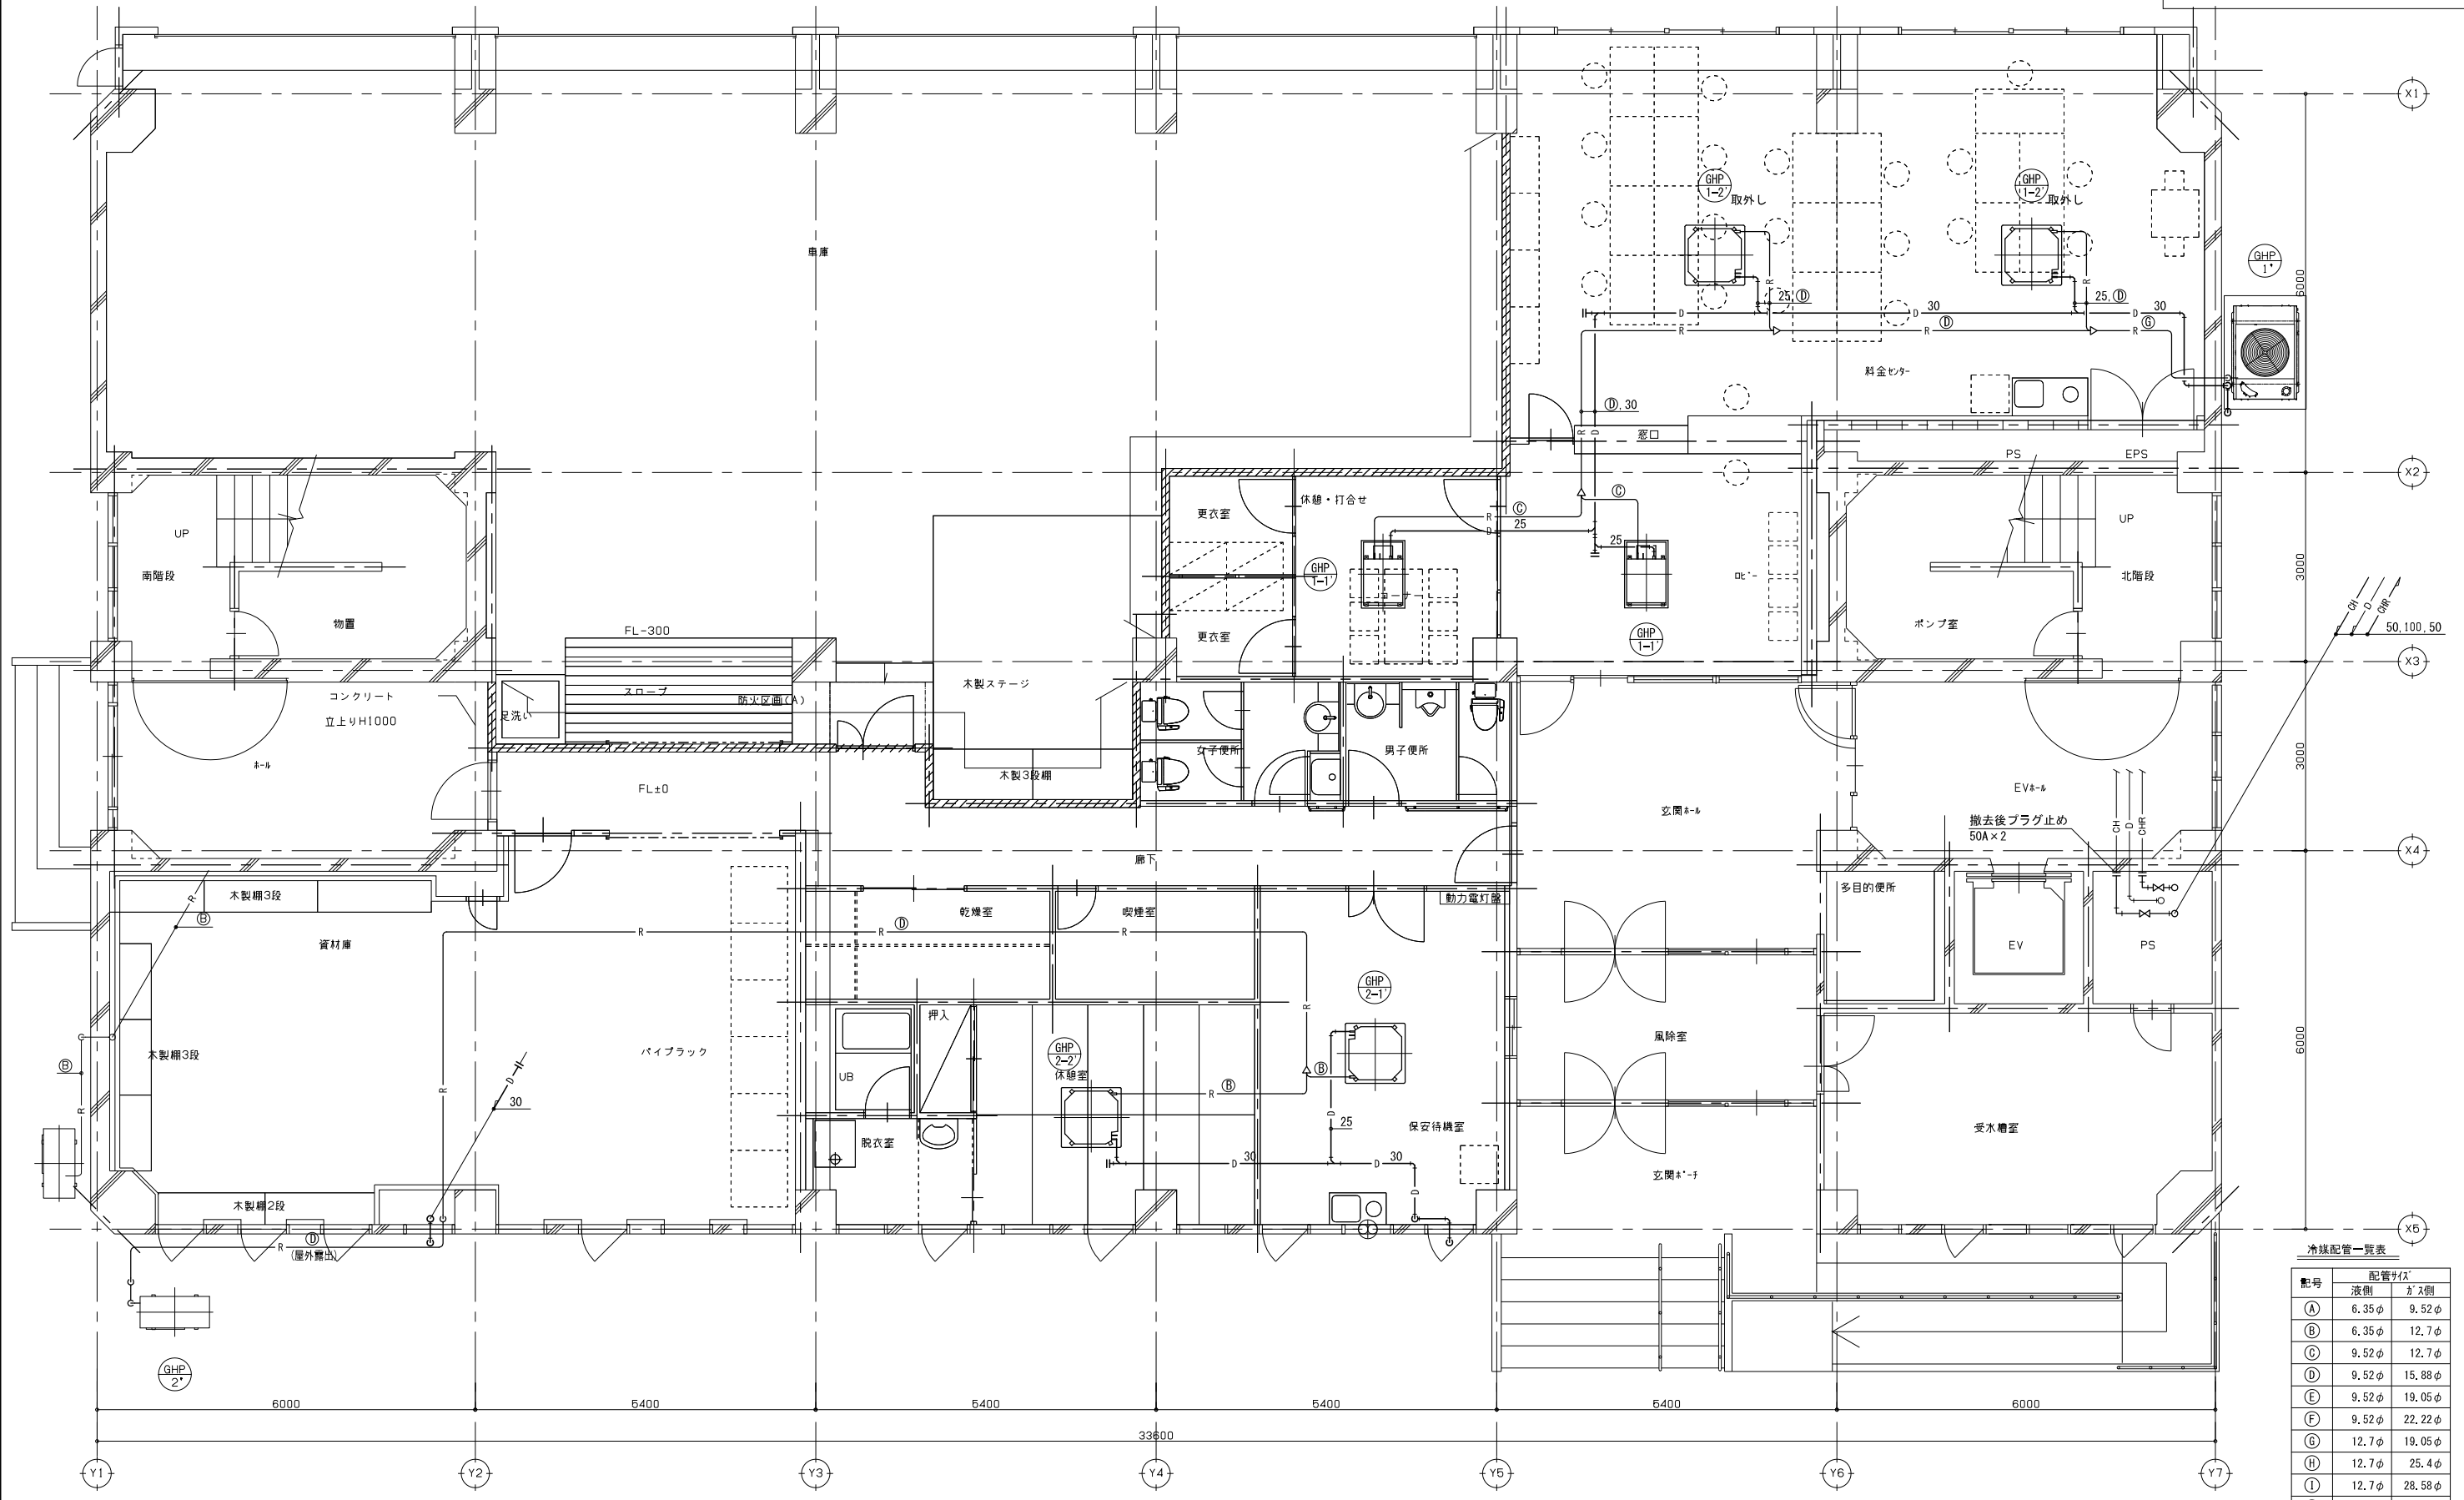 X1
GHP
1-2'
取外し
GHP
1-2'
取外し
車庫
GHP
1'
6000
25,Ⓓ
25,Ⓓ
D
30
D
D
30
D
R
R
R
Ⓓ
R
Ⓖ
料金ｾﾝﾀｰ
Ⓓ,30
R
D
窓口
PS
EPS
X2
休憩・打合せ
更衣室
Ⓒ
Ⓒ
R
D
25
UP
UP
25
南階段
GHP
1-1'
ﾛﾋﾞｰ
北階段
3000
CH
D
CHR
物置
FL-300
更衣室
GHP
1-1'
ポンプ室
50,100,50
X3
コンクリート
立上りH1000
スロープ
防火区画(A)
木製ステージ
足洗い
女子便所
男子便所
ﾎｰﾙ
木製3段棚
FL±0
3000
EVﾎｰﾙ
玄関ﾎｰﾙ
撤去後プラグ止め
50A×2
CH
D
CHR
廊下
X4
木製棚3段
R
Ⓑ
乾燥室
喫煙室
動力電灯盤
多目的便所
R
R
Ⓓ
R
資材庫
EV
PS
GHP
2-1'
R
押入
6000
木製棚3段
パイプラック
GHP
2-2'
風除室
Ⓑ
R
R
D
30
UB
休憩室
R
Ⓑ
Ⓑ
D
25
脱衣室
保安待機室
受水槽室
D
30
D
30
D
木製棚2段
玄関ﾎﾟｰﾁ
R
Ⓓ
(屋外露出)
X5
GHP
2'
冷媒配管一覧表
記号
配管ｻｲｽﾞ
液側
ｶﾞｽ側
Ⓐ
6.35φ
9.52φ
Ⓑ
6.35φ
12.7φ
Ⓒ
9.52φ
12.7φ
Ⓓ
9.52φ
15.88φ
Ⓔ
9.52φ
19.05φ
Ⓕ
9.52φ
22.22φ
Ⓖ
12.7φ
19.05φ
Ⓗ
12.7φ
25.4φ
Ⓘ
12.7φ
28.58φ
6000
5400
5400
5400
5400
6000
33600
Y1
Y2
Y3
Y4
Y5
Y6
Y7